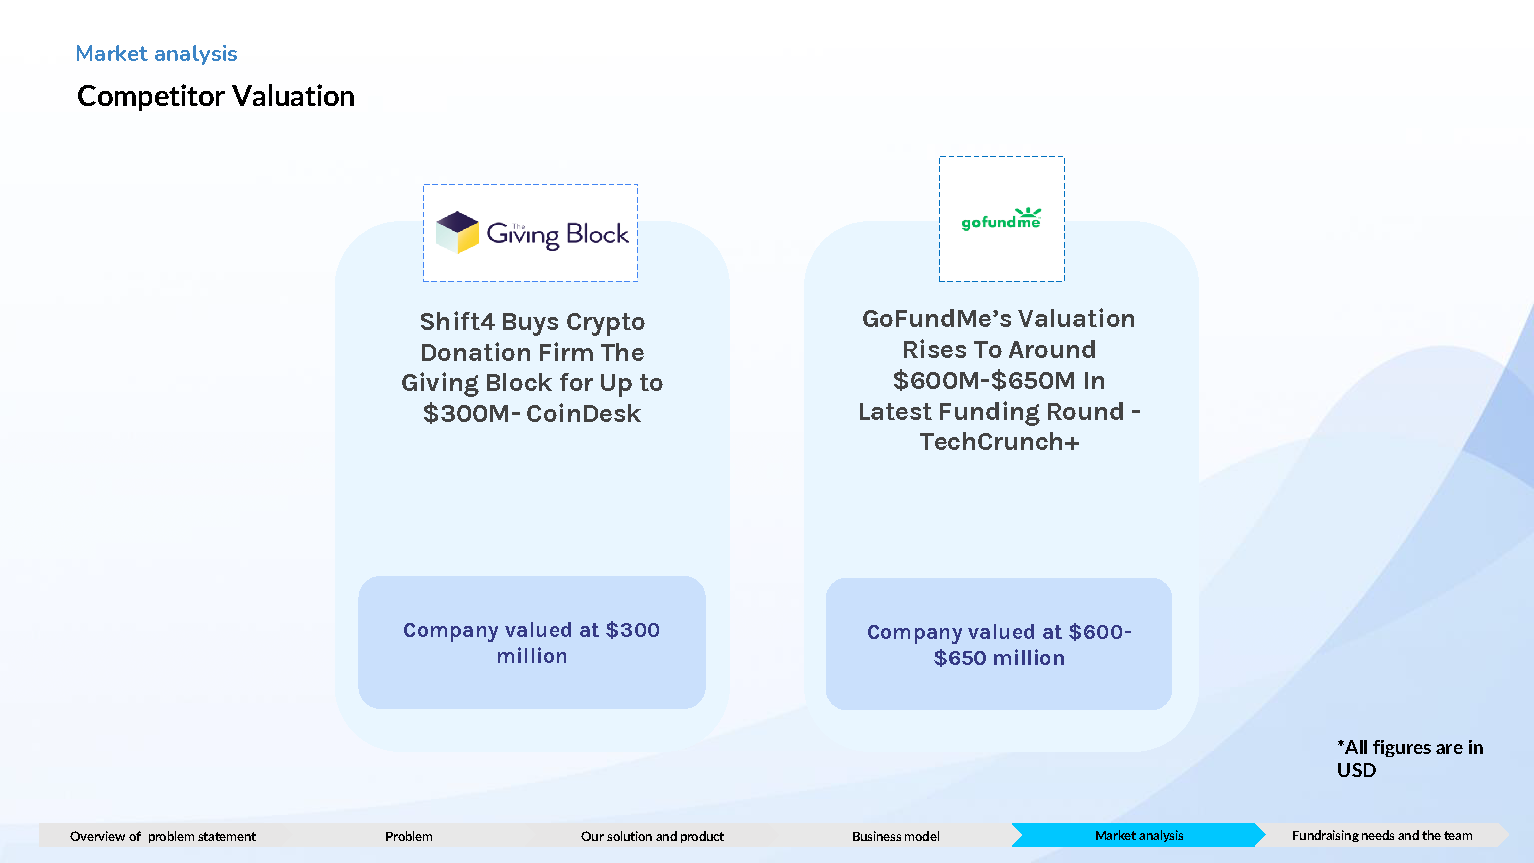 Market analysis
Competitor Valuation
The
Giving Block
gofundme
Shift4 Buys Crypto
Donation Firm The
Giving Block for Up to
$300M- CoinDesk
GoFundMe’s Valuation
Rises To Around
$600M-$650M In
Latest Funding Round -
TechCrunch+
Company valued at $300
million
Company valued at $600-
$650 million
*All figures are in
USD
Overview of problem statement
Problem
Our solution and product
Business model
Market analysis
Fundraising needs and the team